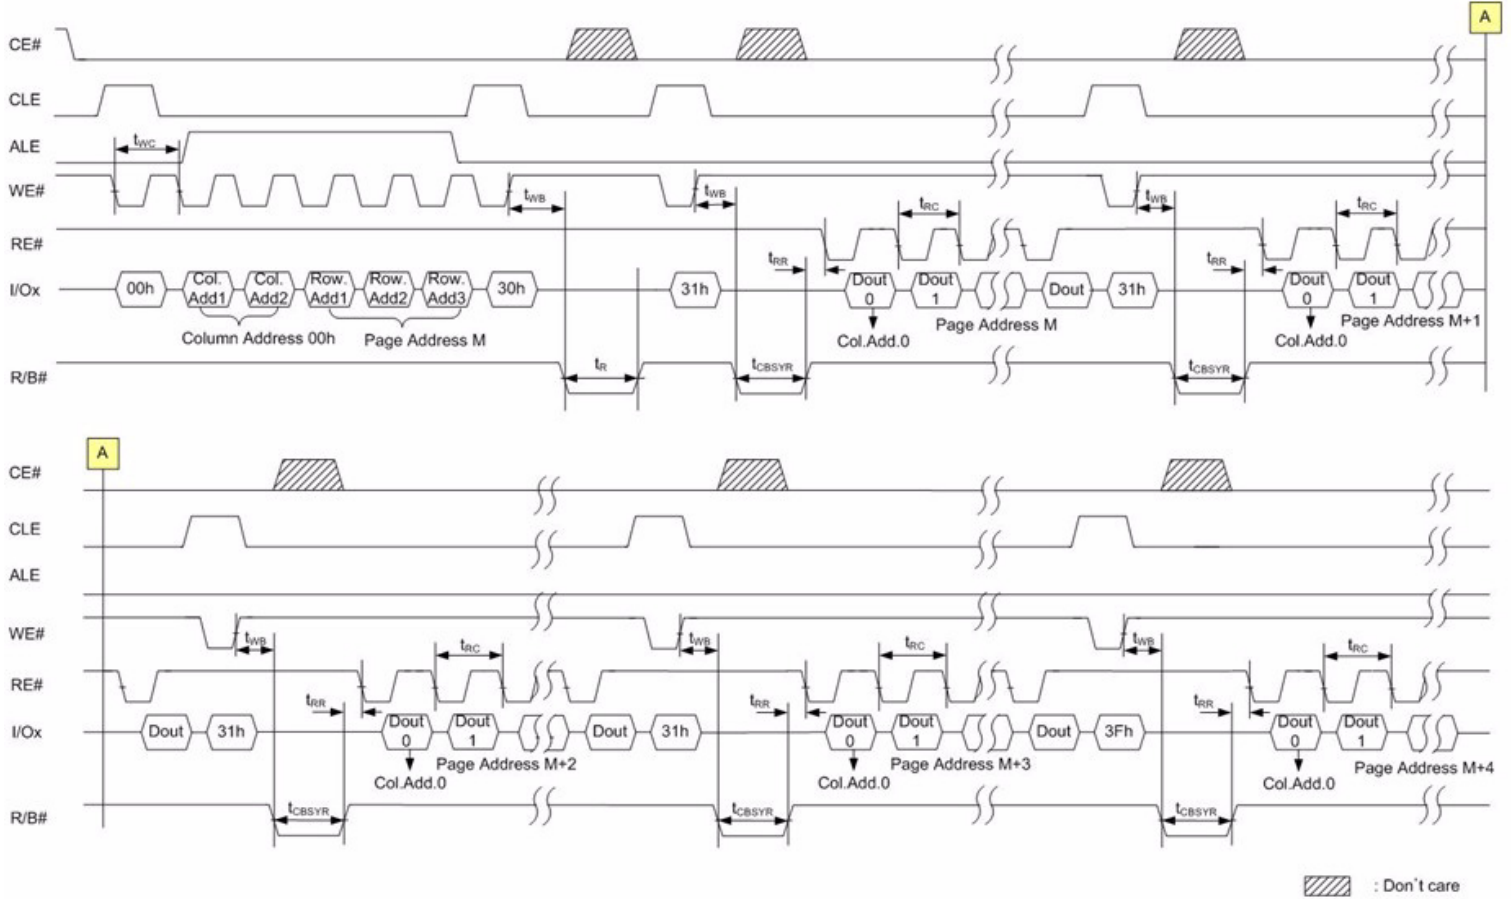 A
CE#
CLE
ALE
tWC
WE#
tWB
tWB
tWB
RE#
tRC
tRC
tRR
tRR
I/Ox
00h
Col. Add1
Col. Add2
Row. Add1
Row. Add2
Row. Add3
30h
31h
Dout 0
Dout 1
Dout
31h
Dout 0
Dout 1
Column Address 00h
Page Address M
Col.Add.0
Page Address M
Col.Add.0
Page Address M+1
R/B#
tR
tCBSYR
tCBSYR
A
CE#
CLE
ALE
WE#
tWB
tWB
tWB
RE#
tRC
tRC
tRC
tRR
tRR
tRR
I/Ox
Dout
31h
Dout 0
Dout 1
Dout
31h
Dout 0
Dout 1
Dout
3Fh
Dout 0
Dout 1
Col.Add.0
Page Address M+2
Col.Add.0
Page Address M+3
Col.Add.0
Page Address M+4
R/B#
tCBSYR
tCBSYR
tCBSYR
: Don`t care